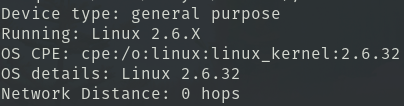 Device type: general purpose
Running: Linux 2.6.X
OS CPE: cpe:/o:linux:linux_kernel:2.6.32
OS details: Linux 2.6.32
Network Distance: 0 hops